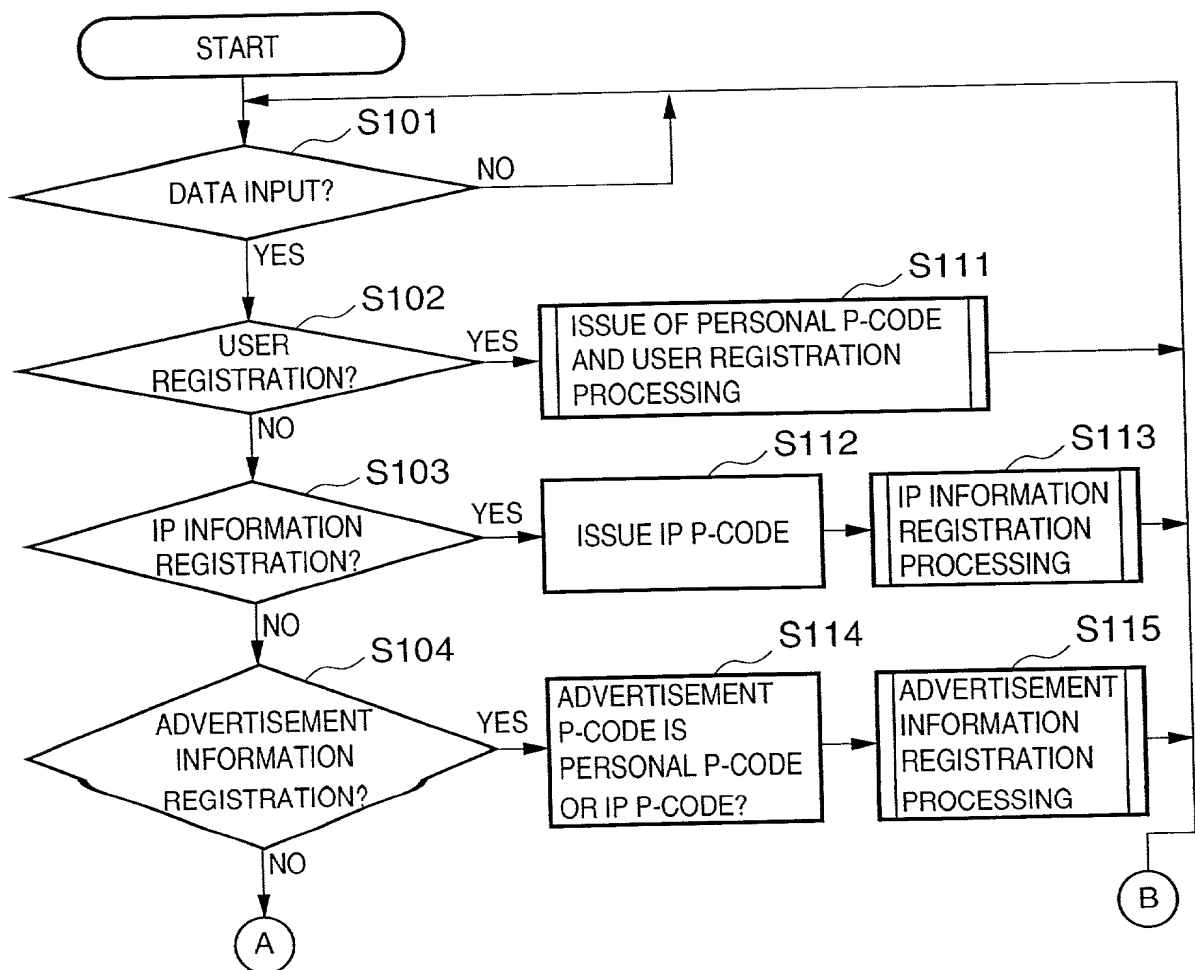 START
S101
DATA INPUT?
NO
YES
S102
USER
REGISTRATION?
YES
S111
ISSUE OF PERSONAL P-CODE
AND USER REGISTRATION
PROCESSING
NO
S103
IP INFORMATION
REGISTRATION?
YES
S112
ISSUE IP P-CODE
S113
IP INFORMATION
REGISTRATION
PROCESSING
NO
S104
ADVERTISEMENT
INFORMATION
REGISTRATION?
YES
S114
ADVERTISEMENT
P-CODE IS
PERSONAL P-CODE
OR IP P-CODE?
S115
ADVERTISEMENT
INFORMATION
REGISTRATION
PROCESSING
NO
A
B